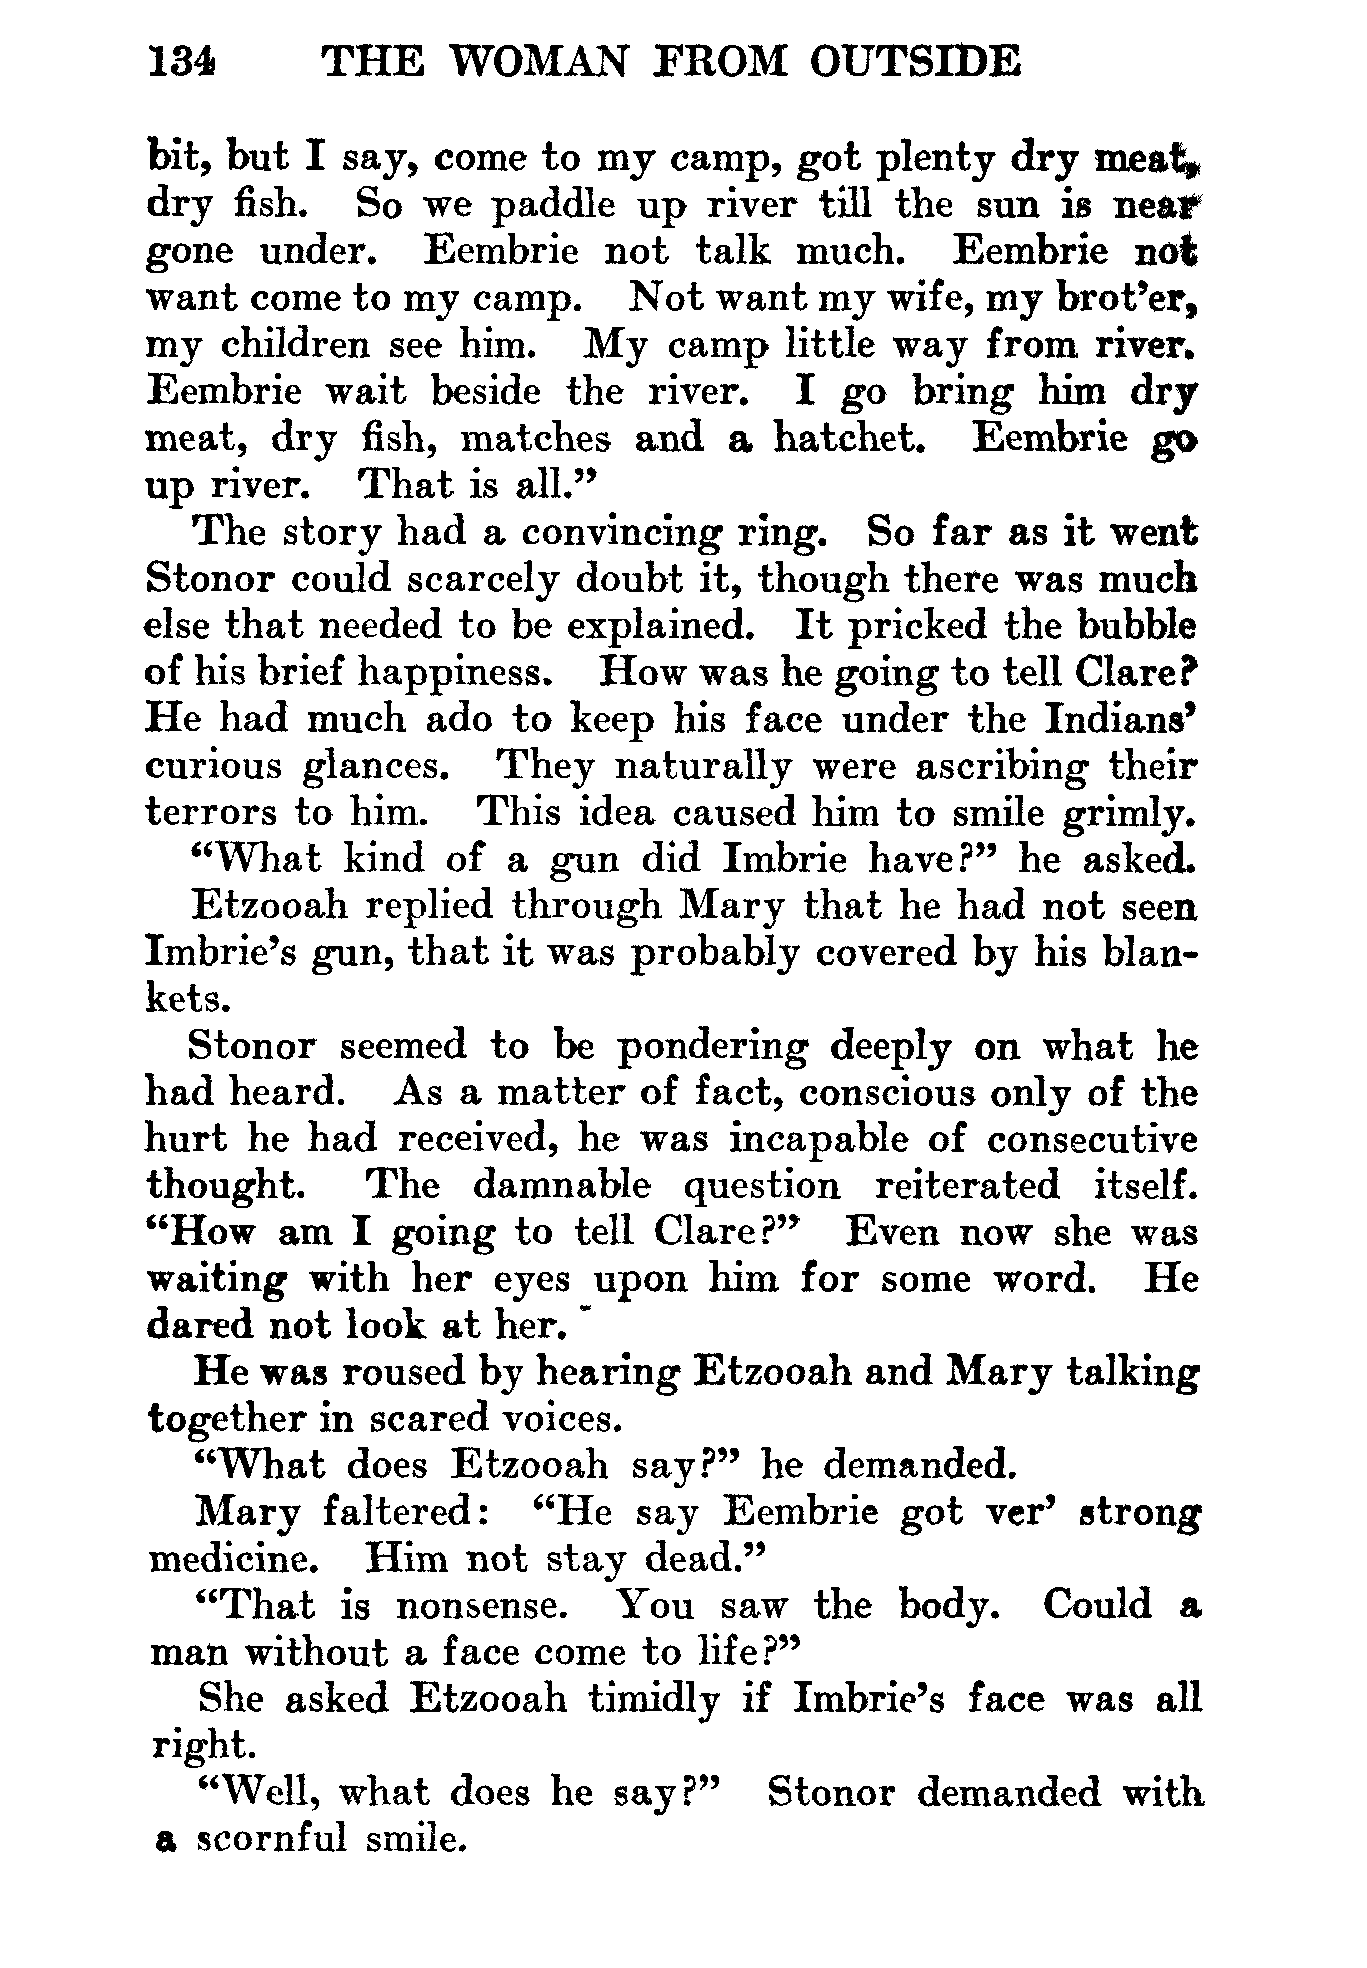 134 THE WOMAN FROM OUTSIDE
bit, but I say, come to my camp, got plenty dry meat,
dry fish. So we paddle up river till the sun is near
gone under. Eembrie not talk much. Eembrie not
want come to my camp. Not want my wife, my brot’er,
my children see him. My camp little way from river.
Eembrie wait beside the river. I go bring him dry
meat, dry fish, matches and a hatchet. Eembrie go
up river. That is all.”
The story had a convincing ring. So far as it went
Stonor could scarcely doubt it, though there was much
else that needed to be explained. It pricked the bubble
of his brief happiness. How was he going to tell Clare?
He had much ado to keep his face under the Indians’
curious glances. They naturally were ascribing their
terrors to him. This idea caused him to smile grimly.
“What kind of a gun did Imbrie have?” he asked.
Etzooah replied through Mary that he had not seen
Imbrie’s gun, that it was probably covered by his blan-
kets.
Stonor seemed to be pondering deeply on what he
had heard. As a matter of fact, conscious only of the
hurt he had received, he was incapable of consecutive
thought. The damnable question reiterated itself.
“How am I going to tell Clare?” Even now she was
waiting with her eyes upon him for some word. He
dared not look at her.
He was roused by hearing Etzooah and Mary talking
together in scared voices.
“What does Etzooah say?” he demanded.
Mary faltered: “He say Eembrie got ver’ strong
medicine. Him not stay dead.”
“That is nonsense. You saw the body. Could a
man without a face come to life?”
She asked Etzooah timidly if Imbrie’s face was all
right.
“Well, what does he say?” Stonor demanded with
a scornful smile.